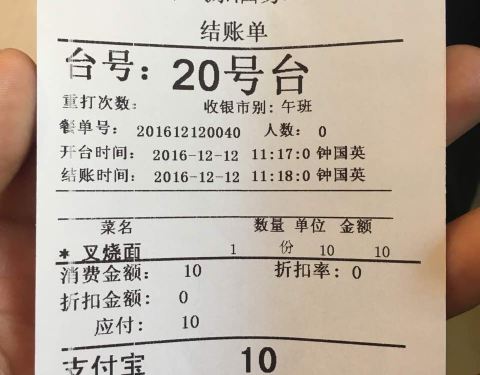 结账单
台号：20号台
重打次数： 收银市别：午班
餐单号： 201612120040 人数： 0
开台时间： 2016-12-12 11:17:0 钟国英
结账时间： 2016-12-12 11:18:0 钟国英
菜名 数量 单位 金额
* 叉烧面 1 份 10 10
消费金额： 10 折扣率：0
折扣金额： 0
应付： 10
支付宝 10